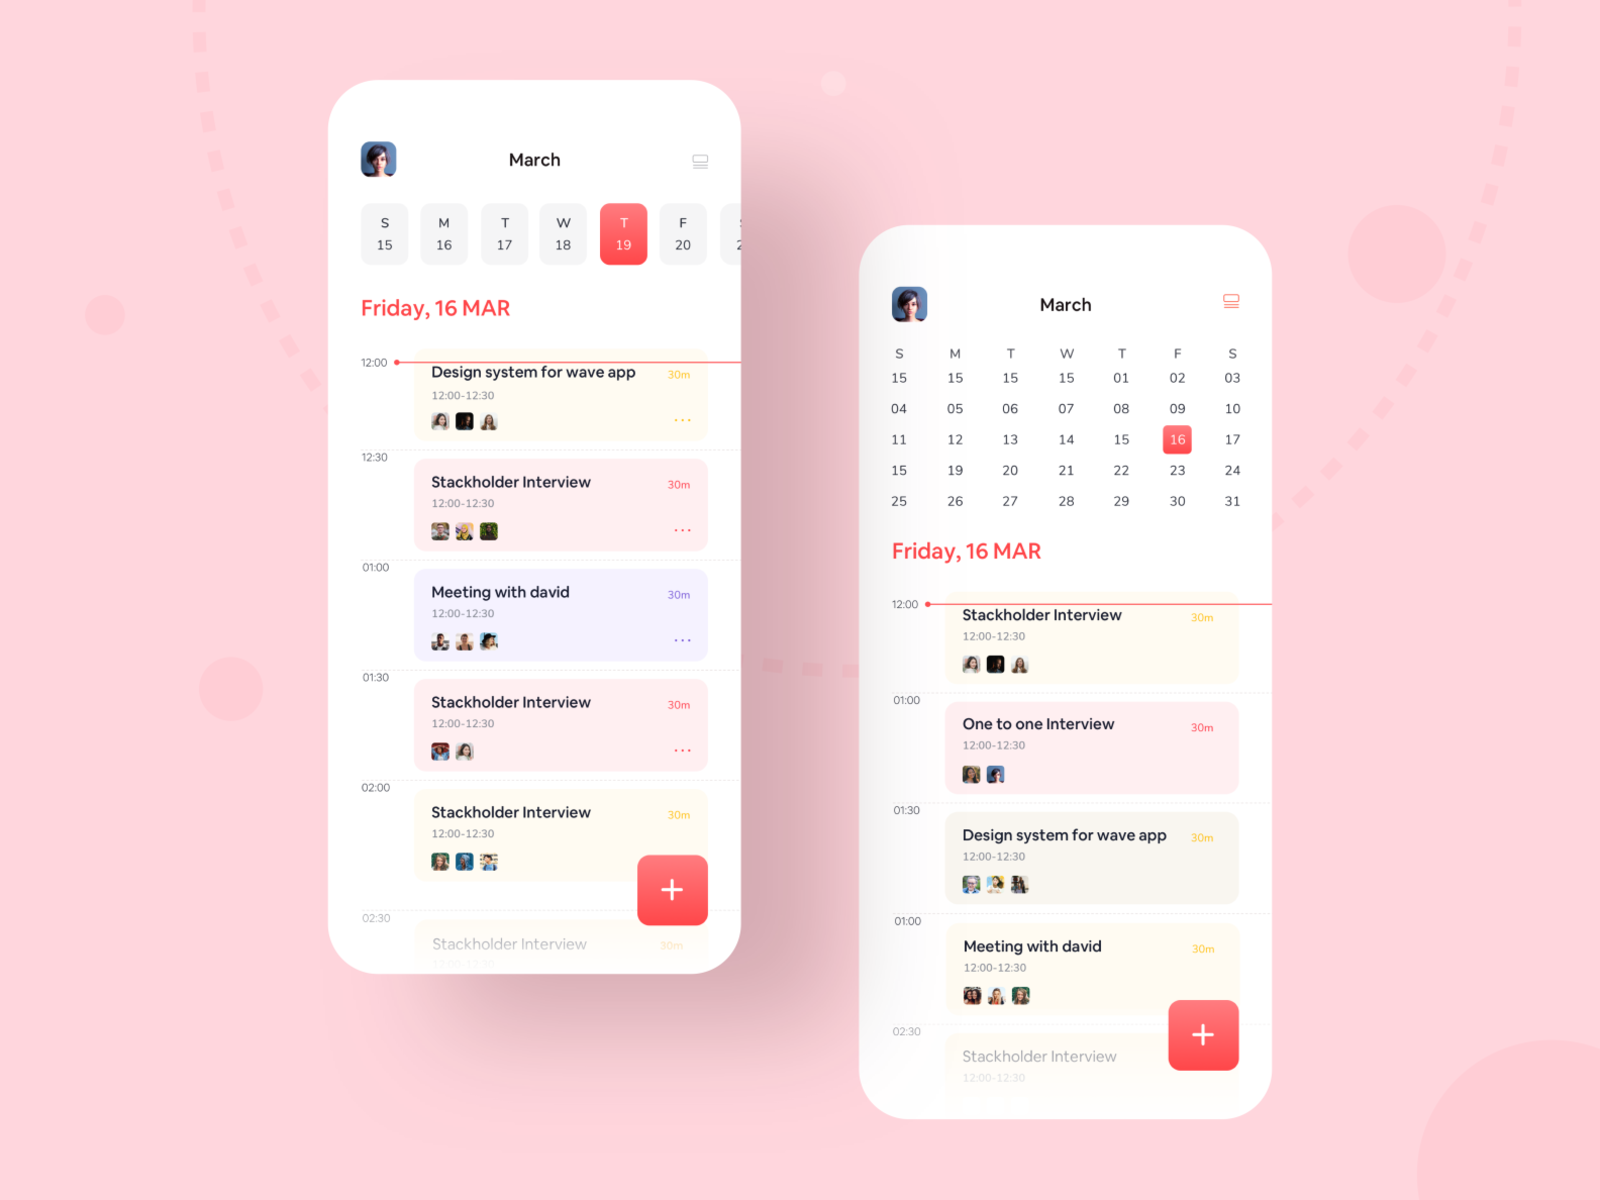 March
S M T W T F
15 16 17 18 19 20
Friday, 16 MAR
12:00
Design system for wave app 30m
12:00-12:30
12:30
Stackholder Interview 30m
12:00-12:30
01:00
Meeting with david 30m
12:00-12:30
01:30
Stackholder Interview 30m
12:00-12:30
02:00
Stackholder Interview 30m
12:00-12:30
02:30
Stackholder Interview 30m
12:00-12:30
March
S M T W T F S
15 15 15 15 01 02 03
04 05 06 07 08 09 10
11 12 13 14 15 16 17
15 19 20 21 22 23 24
25 26 27 28 29 30 31
Friday, 16 MAR
12:00
Stackholder Interview 30m
12:00-12:30
01:00
One to one Interview 30m
12:00-12:30
01:30
Design system for wave app 30m
12:00-12:30
01:00
Meeting with david 30m
12:00-12:30
02:30
Stackholder Interview
12:00-12:30